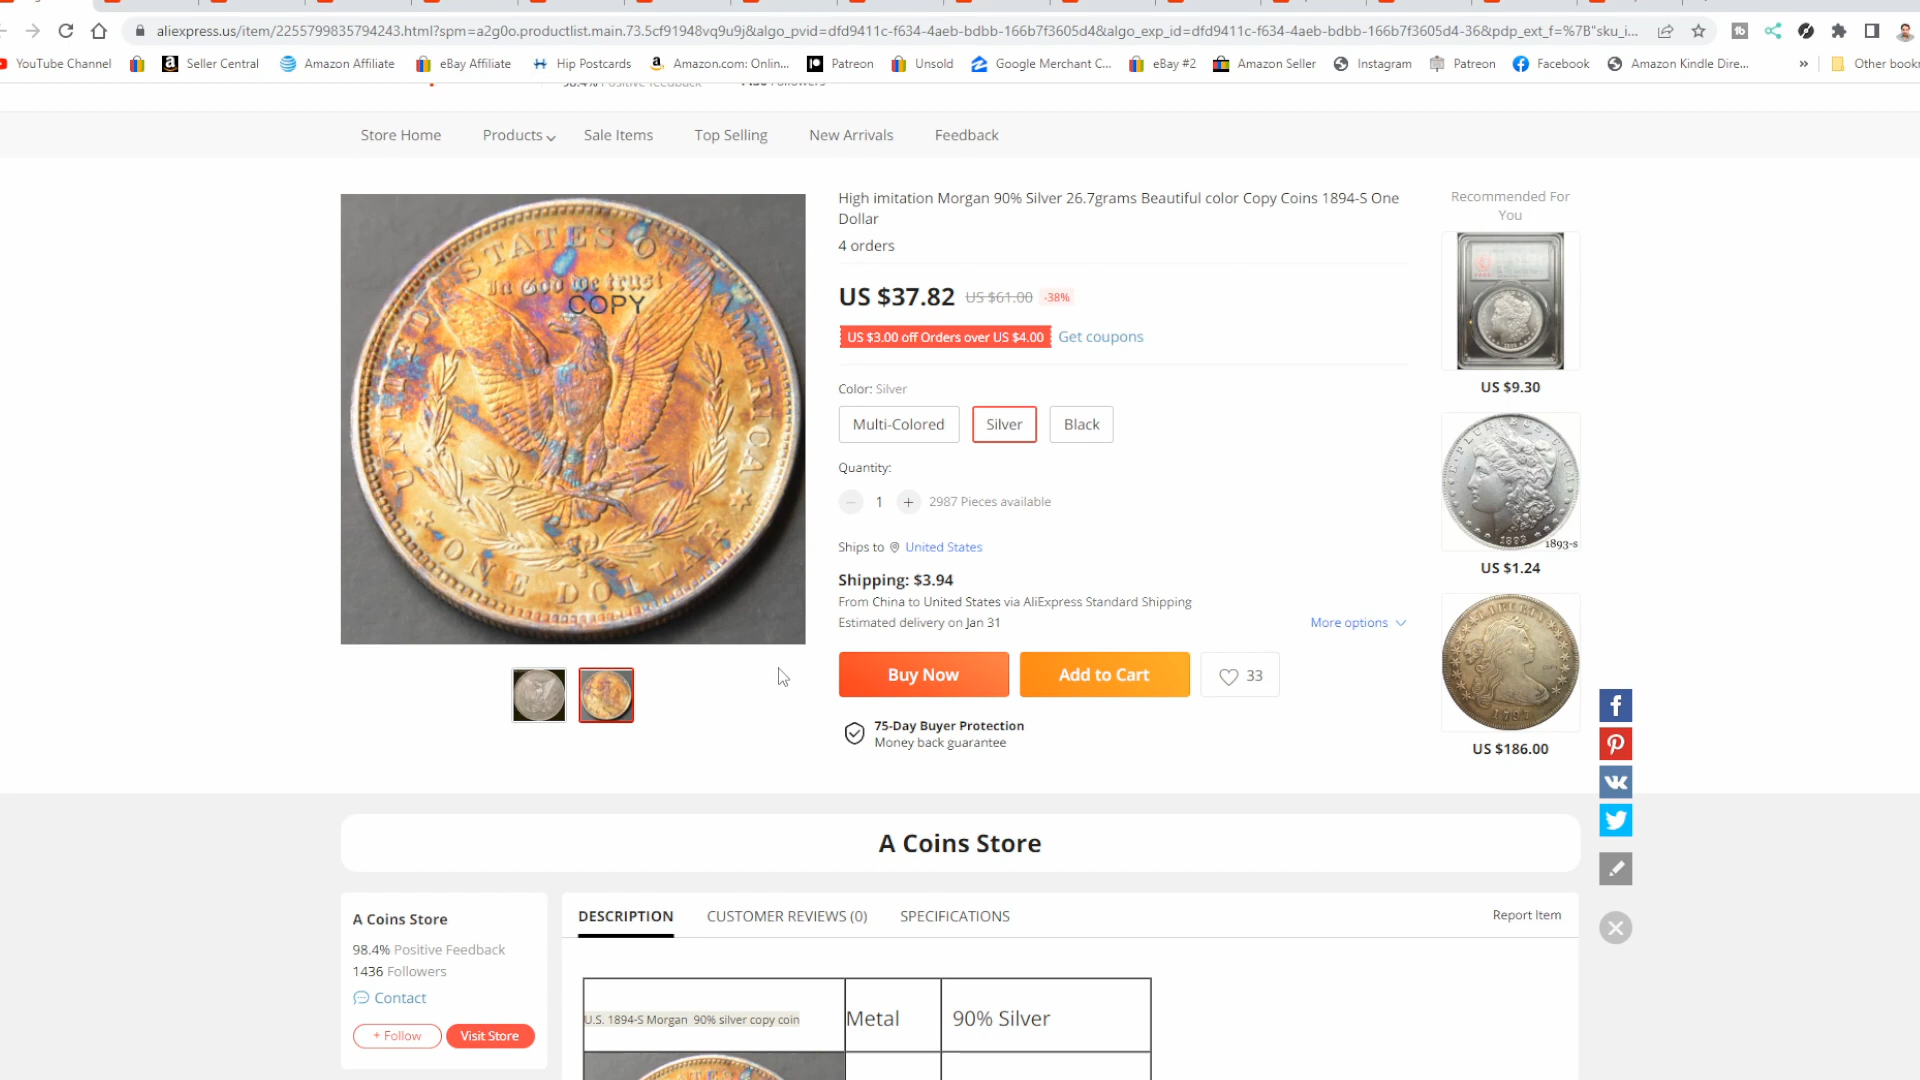 aliexpress.us/item/2255799835794243.html?spm=a2g0o.productlist.main.73.5cf91948vq9u9j&algo_pvid=dfd9411c-f634-4aeb-bdbb-166b7f3605d4&algo_exp_id=dfd9411c-f634-4aeb-bdbb-166b7f3605d4-36&pdp_ext_f=%7B"sku_i...
YouTube Channel Seller Central Amazon Affiliate eBay Affiliate Hip Postcards Amazon.com: Onlin... Patreon Unsold Google Merchant C... eBay #2 Amazon Seller Instagram Patreon Facebook Amazon Kindle Dire... » Other bookr
98.4% Positive feedback 1436 Followers
Store Home Products Sale Items Top Selling New Arrivals Feedback
UNITED STATES OF AMERICA
In God we trust
COPY
ONE DOLLAR
High imitation Morgan 90% Silver 26.7grams Beautiful color Copy Coins 1894-S One
Dollar
4 orders
US $37.82 US $61.00 -38%
US $3.00 off Orders over US $4.00 Get coupons
Color: Silver
Multi-Colored Silver Black
Quantity:
− 1 + 2987 Pieces available
Ships to United States
Shipping: $3.94
From China to United States via AliExpress Standard Shipping
Estimated delivery on Jan 31 More options
Buy Now Add to Cart 33
75-Day Buyer Protection
Money back guarantee
Recommended For
You
US $9.30
E·PLURIBUS·UNUM
1893
1893-s
US $1.24
LIBERTY
1797
US $186.00
A Coins Store
A Coins Store
98.4% Positive Feedback
1436 Followers
Contact
+ Follow Visit Store
DESCRIPTION CUSTOMER REVIEWS (0) SPECIFICATIONS Report Item
U.S. 1894-S Morgan 90% silver copy coin Metal 90% Silver